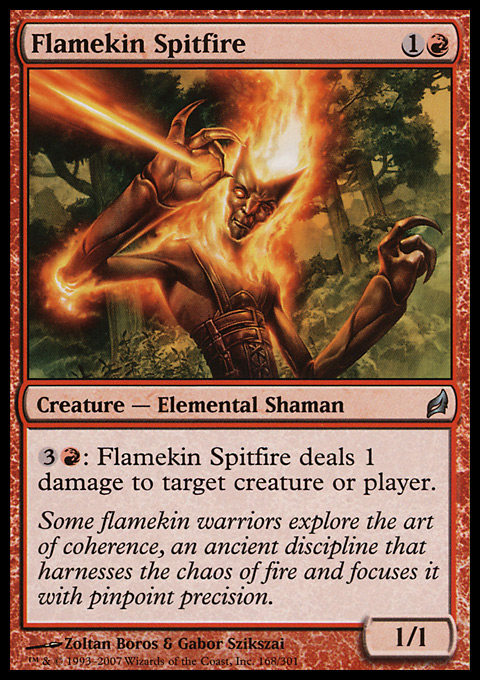 Flamekin Spitfire 1
Creature — Elemental Shaman
3: Flamekin Spitfire deals 1
damage to target creature or player.
Some flamekin warriors explore the art
of coherence, an ancient discipline that
harnesses the chaos of fire and focuses it
with pinpoint precision.
Zoltan Boros & Gabor Szikszai
1/1
™ & © 1993–2007 Wizards of the Coast, Inc. 168/301